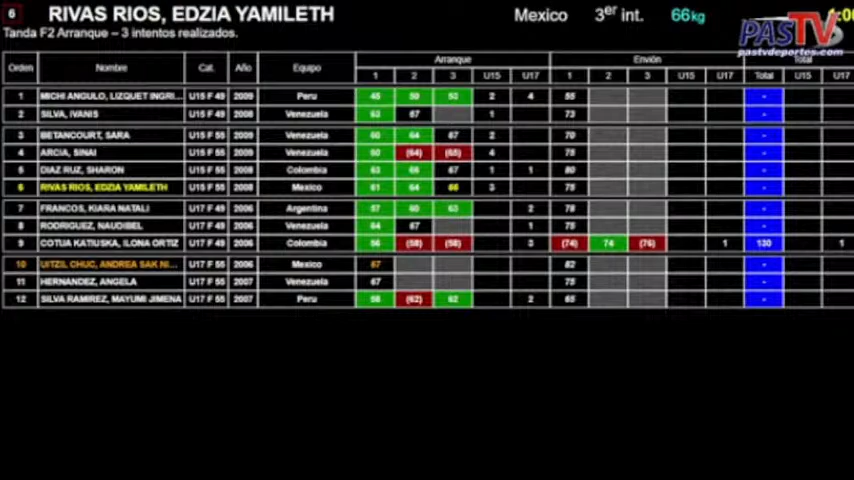 6 RIVAS RIOS, EDZIA YAMILETH Mexico 3er int. 66kg
PASTV
pastvdeportes.com
Tanda F2 Arranque – 3 intentos realizados.
Orden Nombre Cat. Año Equipo Arranque Envión Total
1 2 3 U15 U17 1 2 3 U15 U17 Total U15 U17
1 MICHI ANGULO, LIZQUET INGRI... U15 F 49 2009 Peru 45 50 53 2 4 55 -
2 SILVA, IVANIS U15 F 49 2008 Venezuela 63 67 1 73 -
3 BETANCOURT, SARA U15 F 55 2009 Venezuela 60 64 67 2 70 -
4 ARCIA, SINAI U15 F 55 2009 Venezuela 60 (64) (65) 4 75 -
5 DIAZ RUZ, SHARON U15 F 55 2008 Colombia 63 66 67 1 1 80 -
6 RIVAS RIOS, EDZIA YAMILETH U15 F 55 2008 Mexico 61 64 66 3 75 -
7 FRANCOS, KIARA NATALI U17 F 49 2006 Argentina 57 60 63 2 78 -
8 RODRIGUEZ, NAUDIBEL U17 F 49 2006 Venezuela 64 67 1 75 -
9 COTUA KATIUSKA, ILONA ORTIZ U17 F 49 2006 Colombia 56 (58) (58) 3 (74) 74 (76) 1 130 1
10 UITZIL CHUC, ANDREA SAK NI... U17 F 55 2006 Mexico 67 82 -
11 HERNANDEZ, ANGELA U17 F 55 2007 Venezuela 67 75 -
12 SILVA RAMIREZ, MAYUMI JIMENA U17 F 55 2007 Peru 58 (62) 62 2 65 -